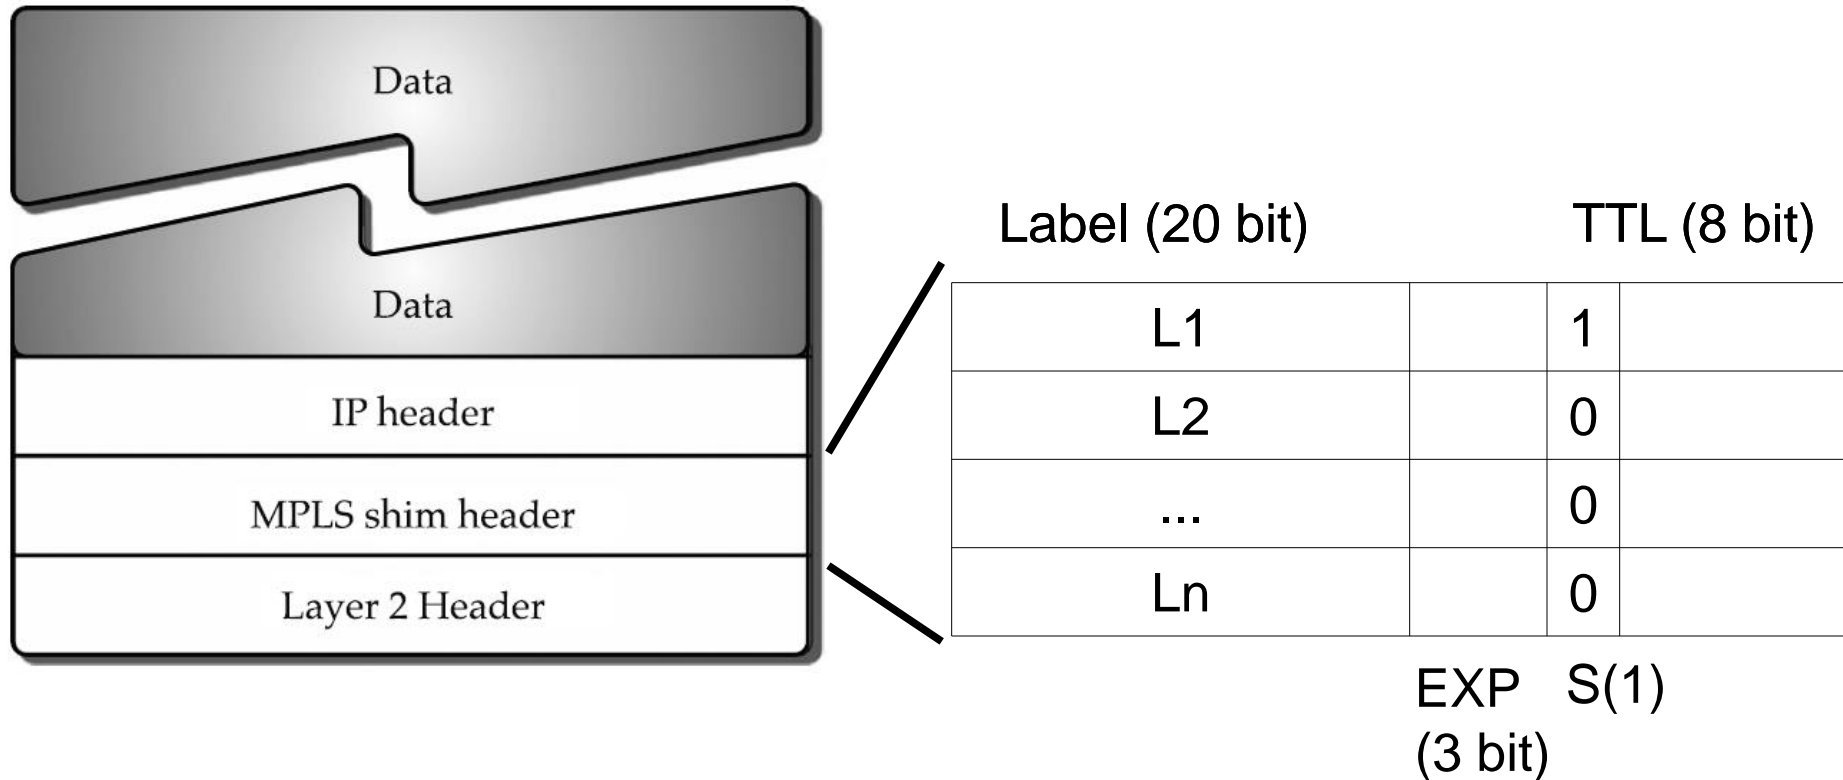 Data
Data
IP header
MPLS shim header
Layer 2 Header
Label (20 bit) TTL (8 bit)
L1 1
L2 0
... 0
Ln 0
EXP S(1)
(3 bit)